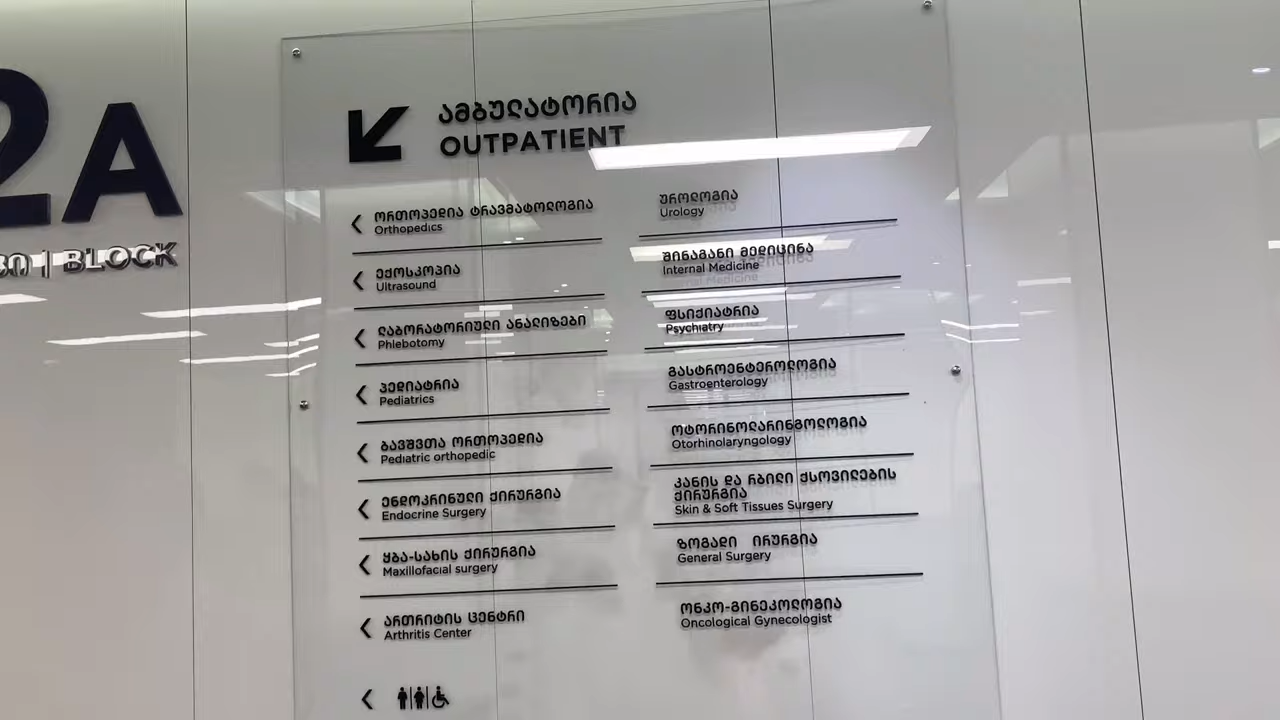 2A
BLOCK
ამბულატორია
OUTPATIENT
ორთოპედია ტრავმატოლოგია
Orthopedics
ექოსკოპია
Ultrasound
ლაბორატორიული ანალიზები
Phlebotomy
პედიატრია
Pediatrics
ბავშვთა ორთოპედია
Pediatric orthopedic
ენდოკრინული ქირურგია
Endocrine Surgery
ყბა-სახის ქირურგია
Maxillofacial surgery
ართრიტის ცენტრი
Arthritis Center
უროლოგია
Urology
შინაგანი მედიცინა
Internal Medicine
ფსიქიატრია
Psychiatry
გასტროენტეროლოგია
Gastroenterology
ოტორინოლარინგოლოგია
Otorhinolaryngology
კანის და რბილი ქსოვილების
ქირურგია
Skin & Soft Tissues Surgery
ზოგადი ირურგია
General Surgery
ონკო-გინეკოლოგია
Oncological Gynecologist